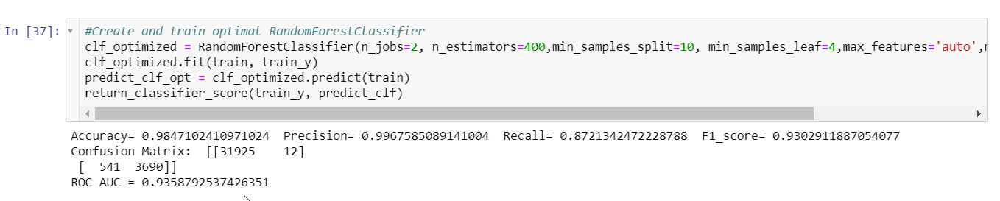 In [37]:
#Create and train optimal RandomForestClassifier
clf_optimized = RandomForestClassifier(n_jobs=2, n_estimators=400,min_samples_split=10, min_samples_leaf=4,max_features='auto',
clf_optimized.fit(train, train_y)
predict_clf_opt = clf_optimized.predict(train)
return_classifier_score(train_y, predict_clf)
Accuracy= 0.9847102410971024  Precision= 0.9967585089141004  Recall= 0.8721342472228788  F1_score= 0.9302911887054077
Confusion Matrix:  [[31925    12]
 [  541  3690]]
ROC AUC = 0.9358792537426351